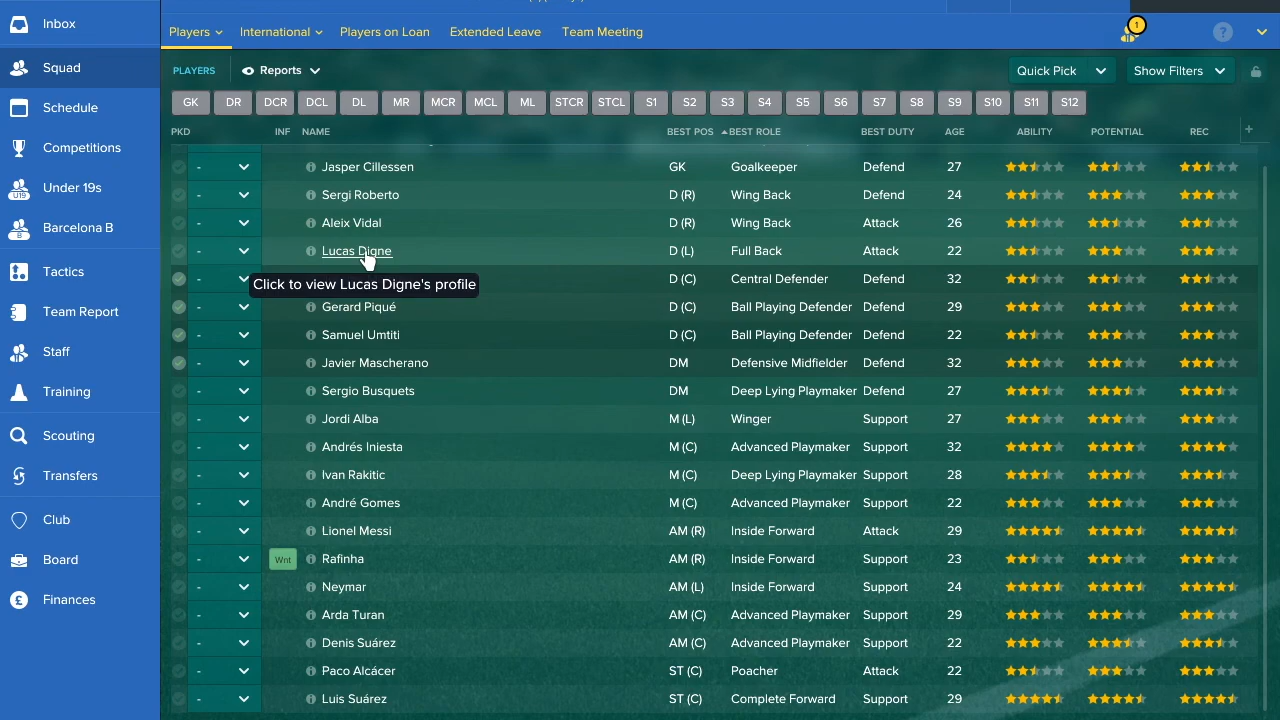 Inbox
Squad
Schedule
Competitions
U19 Under 19s
B Barcelona B
Tactics
Team Report
Staff
Training
Scouting
Transfers
Club
Board
£ Finances
Players International Players on Loan Extended Leave Team Meeting 1 ?
PLAYERS Reports Quick Pick Show Filters
GK DR DCR DCL DL MR MCR MCL ML STCR STCL S1 S2 S3 S4 S5 S6 S7 S8 S9 S10 S11 S12
PKD INF NAME BEST POS BEST ROLE BEST DUTY AGE ABILITY POTENTIAL REC +
- Jasper Cillessen GK Goalkeeper Defend 27
- Sergi Roberto D (R) Wing Back Defend 24
- Aleix Vidal D (R) Wing Back Attack 26
- Lucas Digne D (L) Full Back Attack 22
- D (C) Central Defender Defend 32
Click to view Lucas Digne's profile
- Gerard Piqué D (C) Ball Playing Defender Defend 29
- Samuel Umtiti D (C) Ball Playing Defender Defend 22
- Javier Mascherano DM Defensive Midfielder Defend 32
- Sergio Busquets DM Deep Lying Playmaker Defend 27
- Jordi Alba M (L) Winger Support 27
- Andrés Iniesta M (C) Advanced Playmaker Support 32
- Ivan Rakitic M (C) Deep Lying Playmaker Support 28
- André Gomes M (C) Advanced Playmaker Support 22
- Lionel Messi AM (R) Inside Forward Attack 29
- Wnt Rafinha AM (R) Inside Forward Support 23
- Neymar AM (L) Inside Forward Support 24
- Arda Turan AM (C) Advanced Playmaker Support 29
- Denis Suárez AM (C) Advanced Playmaker Support 22
- Paco Alcácer ST (C) Poacher Attack 22
- Luis Suárez ST (C) Complete Forward Support 29